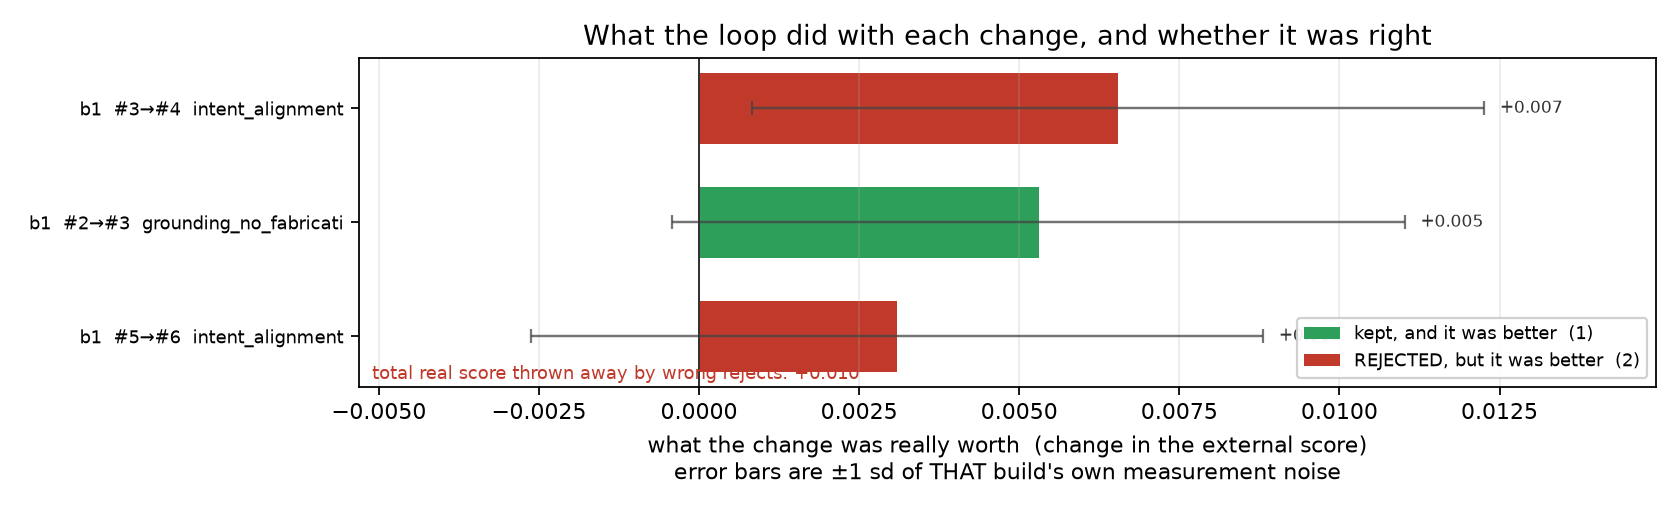 What the loop did with each change, and whether it was right
b1 #3→#4 intent_alignment
+0.007
b1 #2→#3 grounding_no_fabricati
+0.005
b1 #5→#6 intent_alignment
kept, and it was better (1)
REJECTED, but it was better (2)
total real score thrown away by wrong rejects: +0.010
−0.0050 −0.0025 0.0000 0.0025 0.0050 0.0075 0.0100 0.0125
what the change was really worth (change in the external score)
error bars are ±1 sd of THAT build's own measurement noise